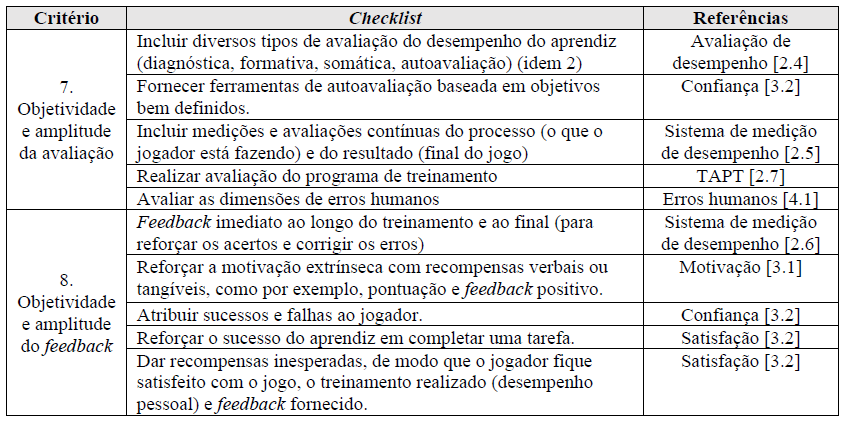 Critério Checklist Referências
7.
Objetividade
e amplitude
da avaliação
Incluir diversos tipos de avaliação do desempenho do aprendiz
(diagnóstica, formativa, somática, autoavaliação) (idem 2)
Avaliação de
desempenho [2.4]
Fornecer ferramentas de autoavaliação baseada em objetivos
bem definidos.
Confiança [3.2]
Incluir medições e avaliações contínuas do processo (o que o
jogador está fazendo) e do resultado (final do jogo)
Sistema de medição
de desempenho [2.5]
Realizar avaliação do programa de treinamento
TAPT [2.7]
Avaliar as dimensões de erros humanos
Erros humanos [4.1]
8.
Objetividade
e amplitude
do feedback
Feedback imediato ao longo do treinamento e ao final (para
reforçar os acertos e corrigir os erros)
Sistema de medição
de desempenho [2.6]
Reforçar a motivação extrínseca com recompensas verbais ou
tangíveis, como por exemplo, pontuação e feedback positivo.
Motivação [3.1]
Atribuir sucessos e falhas ao jogador.
Confiança [3.2]
Reforçar o sucesso do aprendiz em completar uma tarefa.
Satisfação [3.2]
Dar recompensas inesperadas, de modo que o jogador fique
satisfeito com o jogo, o treinamento realizado (desempenho
pessoal) e feedback fornecido.
Satisfação [3.2]